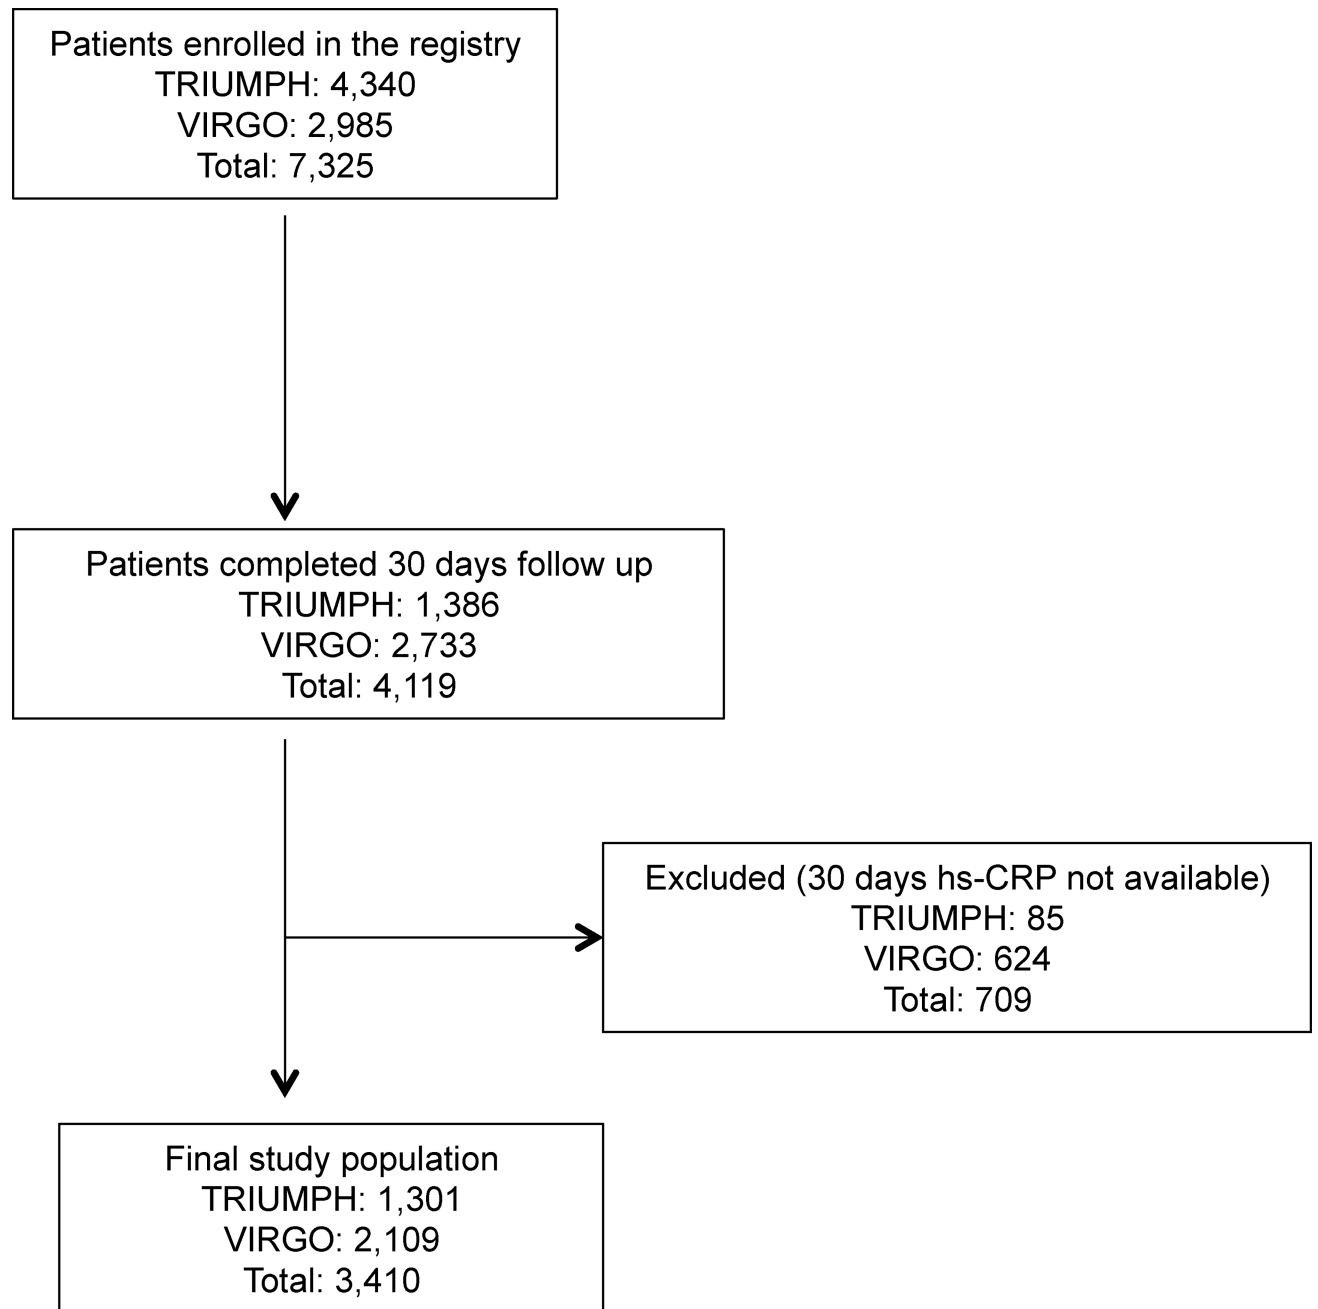 Patients enrolled in the registry
TRIUMPH: 4,340
VIRGO: 2,985
Total: 7,325
Patients completed 30 days follow up
TRIUMPH: 1,386
VIRGO: 2,733
Total: 4,119
Excluded (30 days hs-CRP not available)
TRIUMPH: 85
VIRGO: 624
Total: 709
Final study population
TRIUMPH: 1,301
VIRGO: 2,109
Total: 3,410